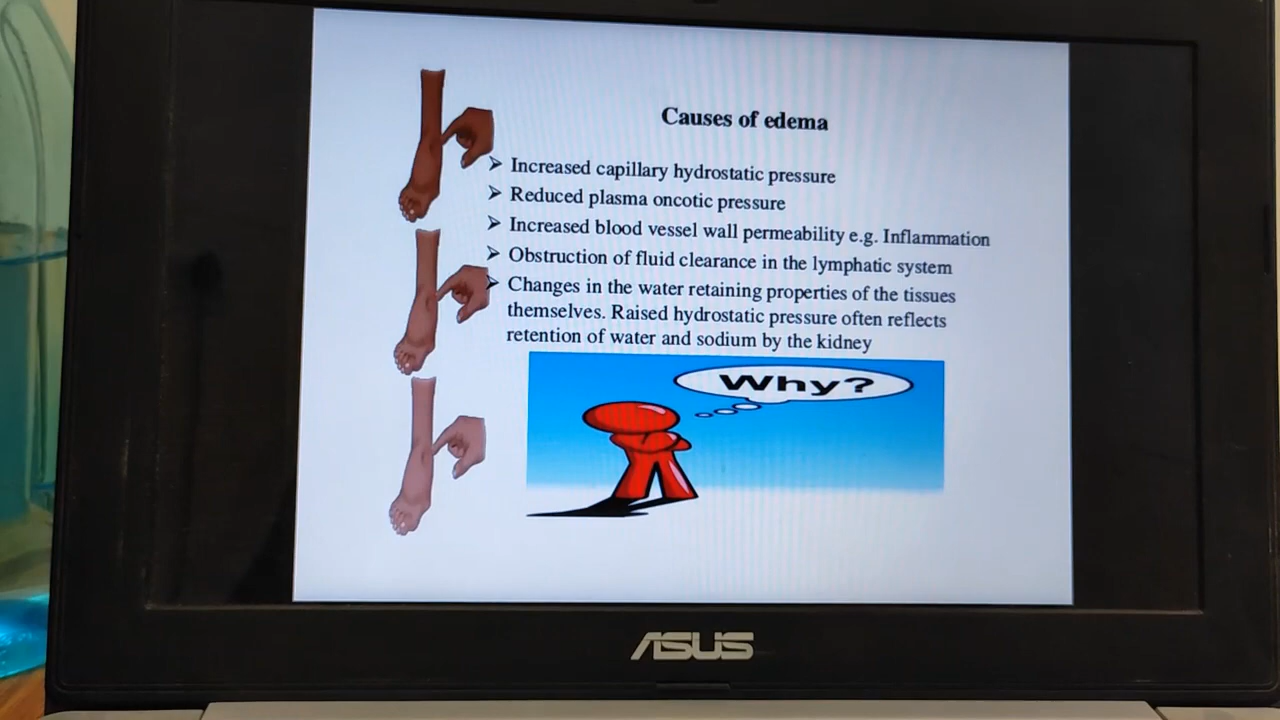 Causes of edema
➢ Increased capillary hydrostatic pressure
➢ Reduced plasma oncotic pressure
➢ Increased blood vessel wall permeability e.g. Inflammation
➢ Obstruction of fluid clearance in the lymphatic system
➢ Changes in the water retaining properties of the tissues
themselves. Raised hydrostatic pressure often reflects
retention of water and sodium by the kidney
Why?
ASUS